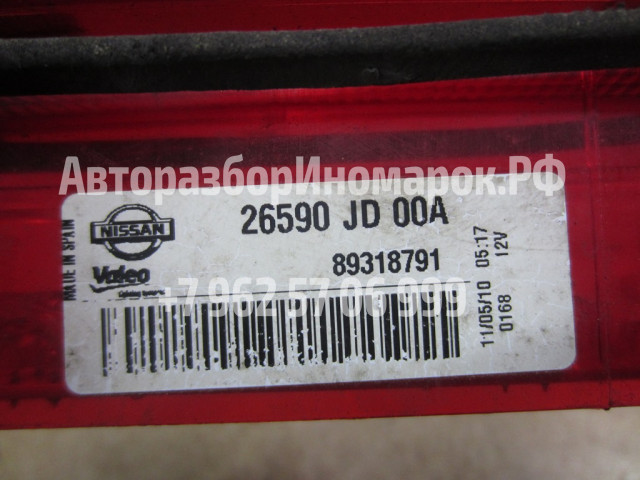 АвторазборИномарок.РФ
NISSAN
26590 JD 00A
MADE IN SPAIN
Valeo
89318791
+7 962 57 06 090
11/05/10 05:17
0168 12V